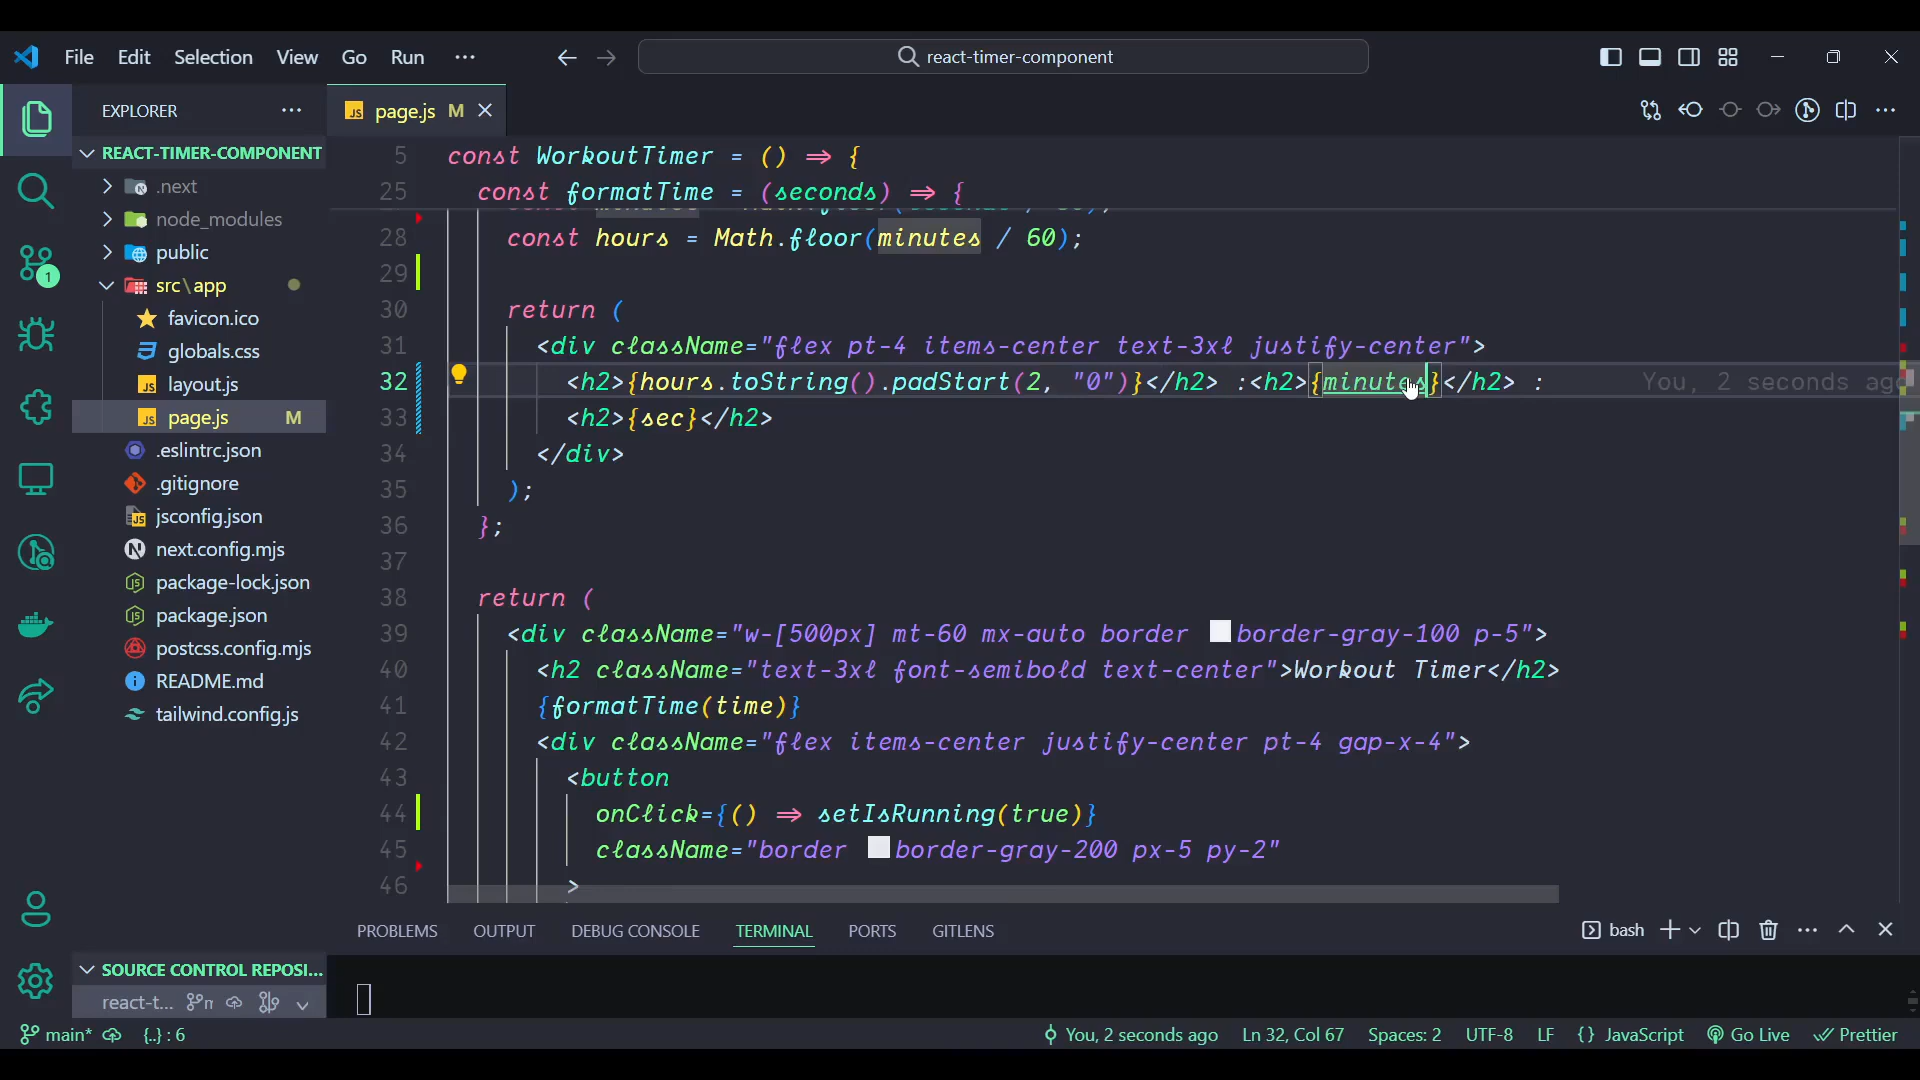 File Edit Selection View Go Run ···
react-timer-component
EXPLORER ···
page.js M
REACT-TIMER-COMPONENT
.next
node_modules
public
src\app
favicon.ico
globals.css
layout.js
page.js M
.eslintrc.json
.gitignore
jsconfig.json
next.config.mjs
package-lock.json
package.json
postcss.config.mjs
README.md
tailwind.config.js
1
5 const WorkoutTimer = () => {
25 const formatTime = (seconds) => {
28 const hours = Math.floor(minutes / 60);
29
30 return (
31 <div className="flex pt-4 items-center text-3xl justify-center">
32 <h2>{hours.toString().padStart(2, "0")}</h2> :<h2>{minutes}</h2> : You, 2 seconds ago
33 <h2>{sec}</h2>
34 </div>
35 );
36 };
37
38 return (
39 <div className="w-[500px] mt-60 mx-auto border border-gray-100 p-5">
40 <h2 className="text-3xl font-semibold text-center">Workout Timer</h2>
41 {formatTime(time)}
42 <div className="flex items-center justify-center pt-4 gap-x-4">
43 <button
44 onClick={() => setIsRunning(true)}
45 className="border border-gray-200 px-5 py-2"
46 >
PROBLEMS OUTPUT DEBUG CONSOLE TERMINAL PORTS GITLENS
bash
SOURCE CONTROL REPOSI...
react-t...
main* {..} : 6 You, 2 seconds ago Ln 32, Col 67 Spaces: 2 UTF-8 LF {} JavaScript Go Live Prettier